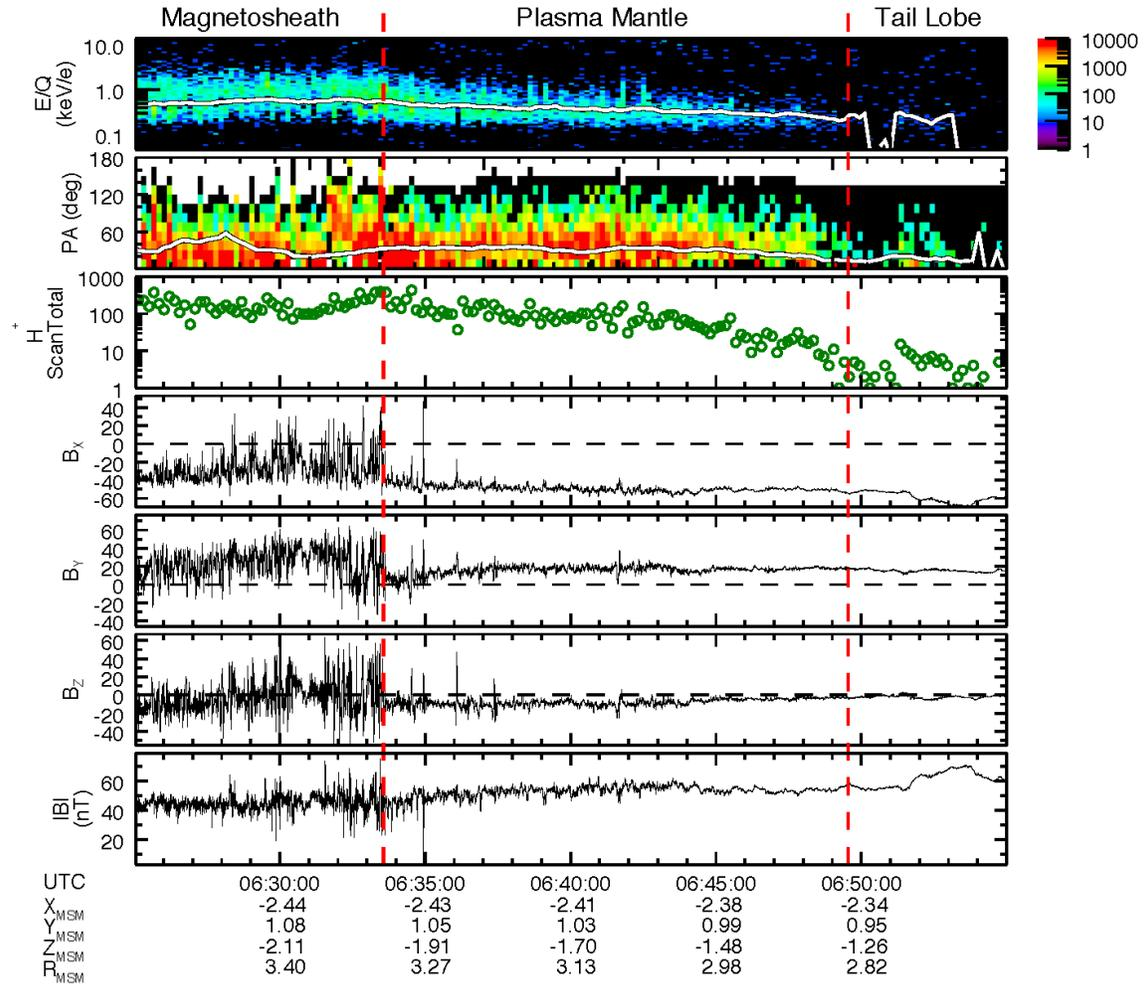 Magnetosheath Plasma Mantle Tail Lobe
10.0
1.0
0.1
E/Q
(keV/e)
10000
1000
100
10
1
180
120
60
PA (deg)
1000
100
10
1
H+
ScanTotal
40
20
0
-20
-40
-60
BX
60
40
20
0
-20
-40
BY
60
40
20
0
-20
-40
BZ
60
40
20
|B|
(nT)
UTC 06:30:00 06:35:00 06:40:00 06:45:00 06:50:00
XMSM -2.44 -2.43 -2.41 -2.38 -2.34
YMSM 1.08 1.05 1.03 0.99 0.95
ZMSM -2.11 -1.91 -1.70 -1.48 -1.26
RMSM 3.40 3.27 3.13 2.98 2.82